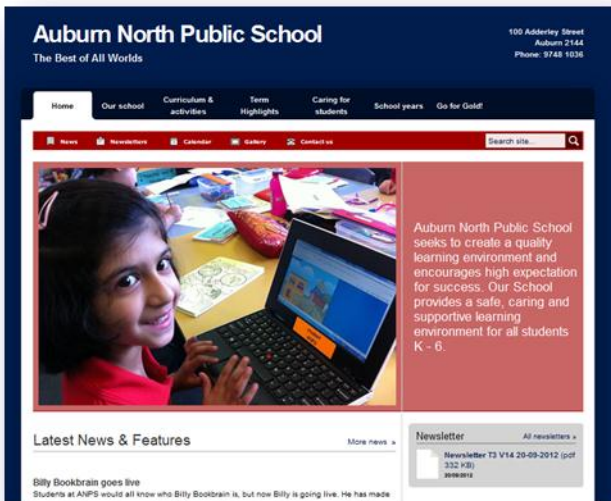 Auburn North Public School
The Best of All Worlds
100 Adderley Street
Auburn 2144
Phone: 9748 1036
Home
Our school
Curriculum &
activities
Term
Highlights
Caring for
students
School years
Go for Gold!
News
Newsletters
Calendar
Gallery
Contact us
Search site...
Auburn North Public School
seeks to create a quality
learning environment and
encourages high expectation
for success. Our School
provides a safe, caring and
supportive learning
environment for all students
K - 6.
Latest News & Features
More news »
Newsletter
All newsletters »
Newsletter T3 V14 20-09-2012 (pdf
332 KB)
20/09/2012
Billy Bookbrain goes live
Students at ANPS would all know who Billy Bookbrain is, but now Billy is going live. He has made